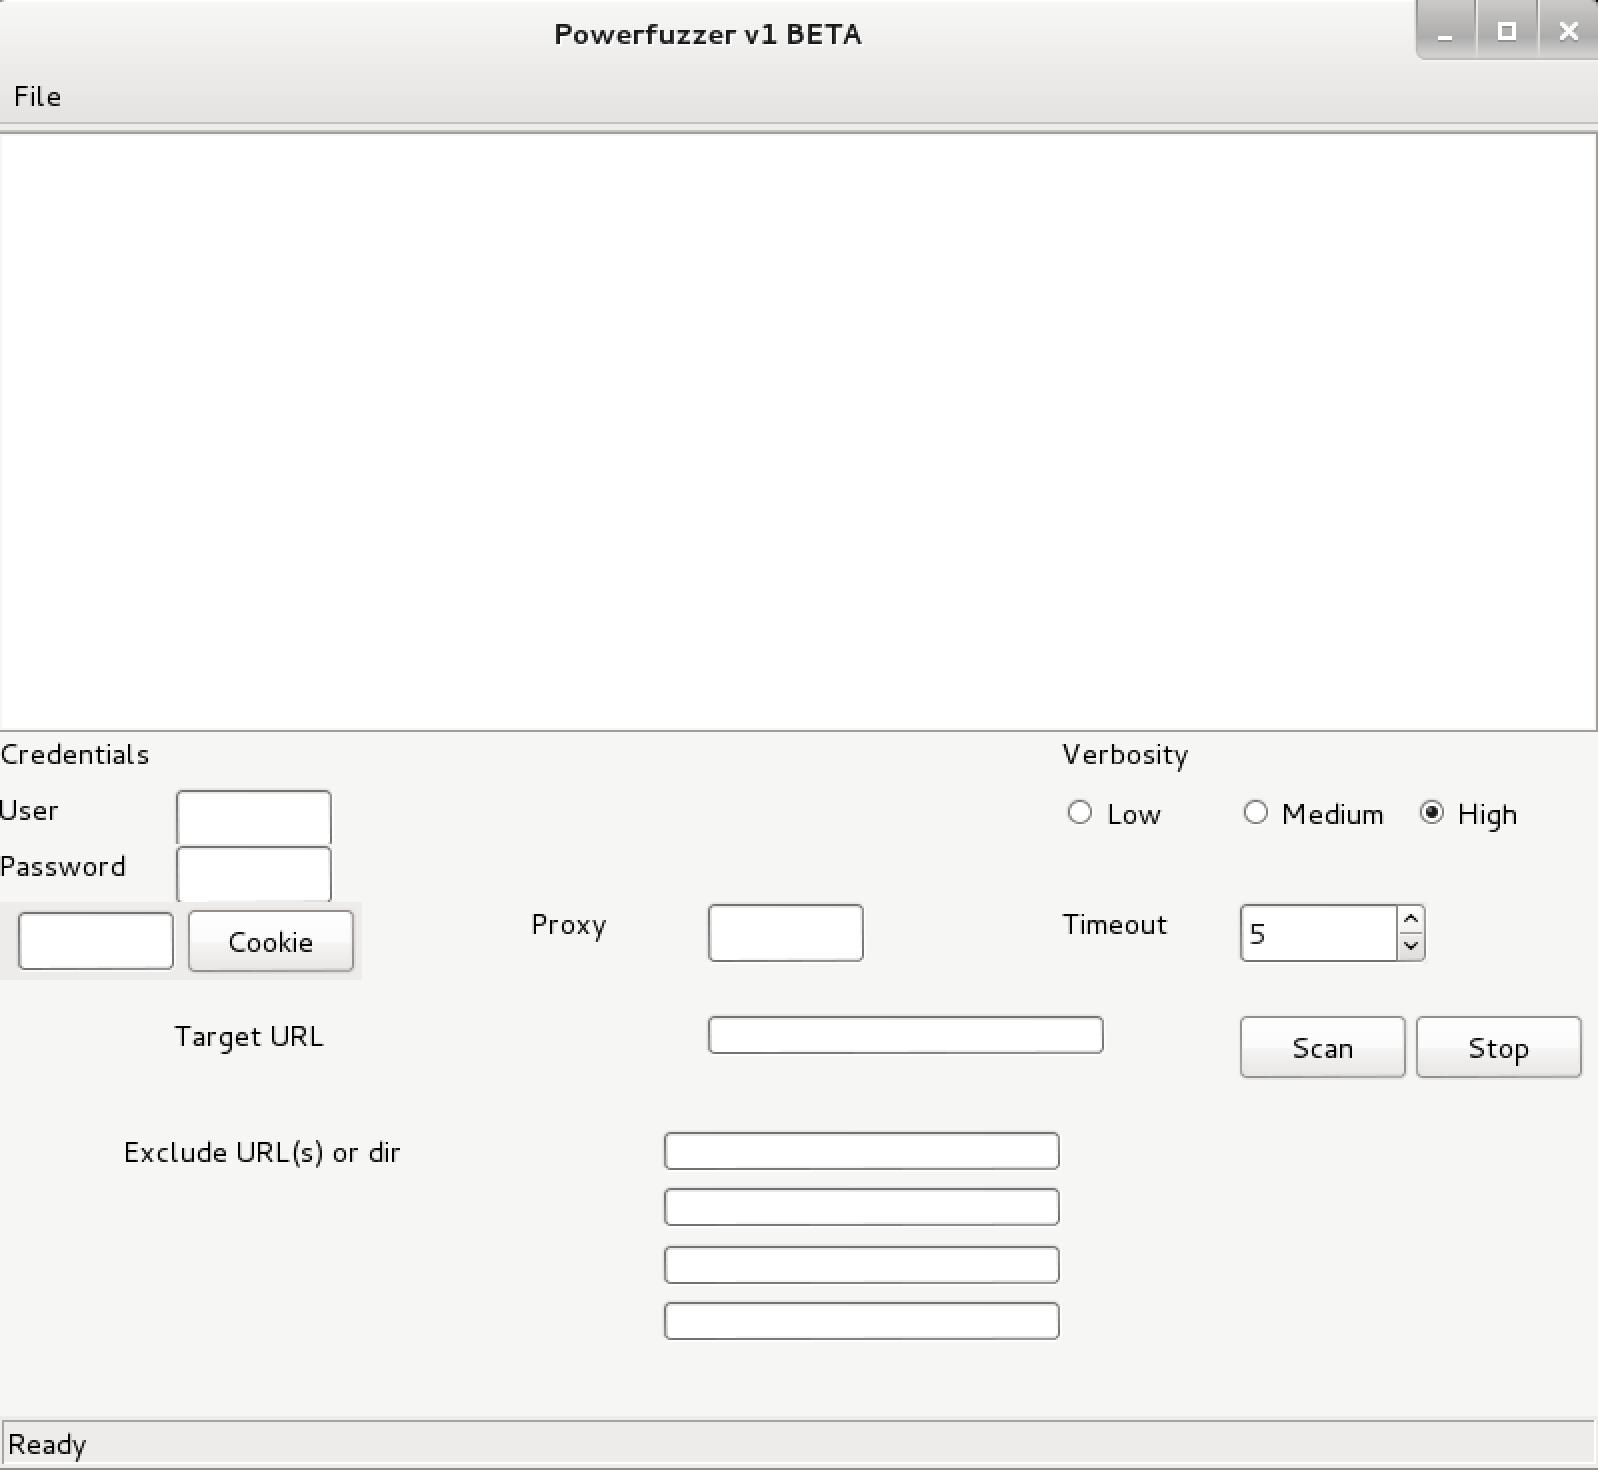 Powerfuzzer v1 BETA
File
Credentials
Verbosity
User
Low Medium High
Password
Cookie
Proxy
Timeout 5
Target URL
Scan Stop
Exclude URL(s) or dir
Ready